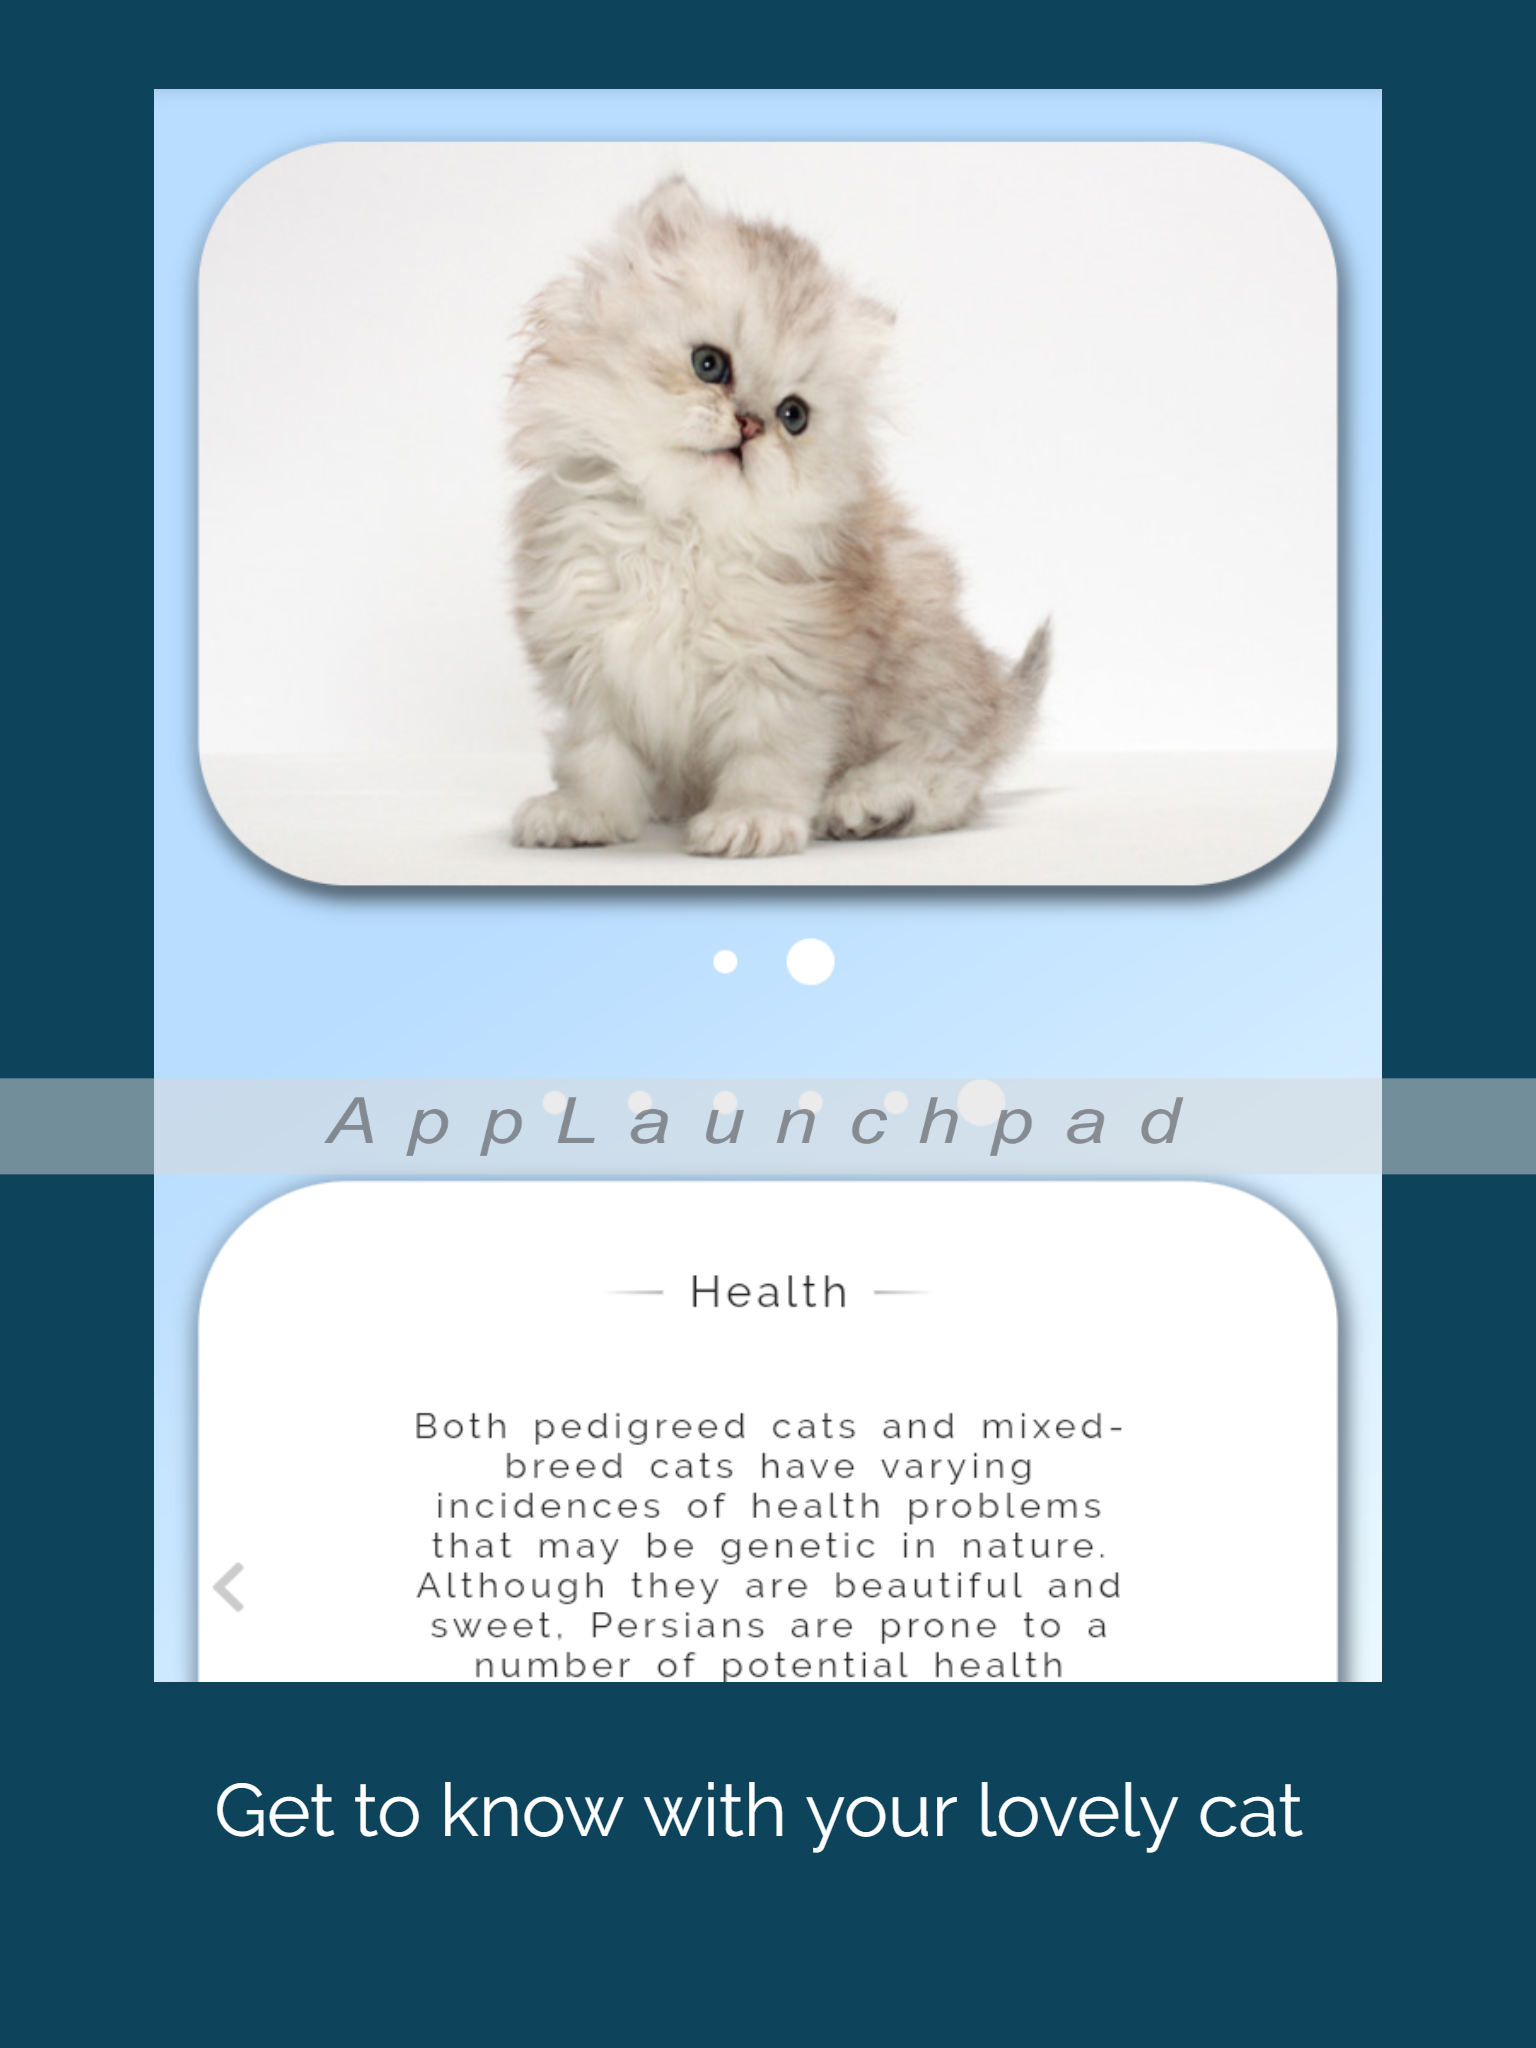 AppLaunchpad
Health
Both pedigreed cats and mixed-
breed cats have varying
incidences of health problems
that may be genetic in nature.
Although they are beautiful and
sweet, Persians are prone to a
number of potential health
Get to know with your lovely cat